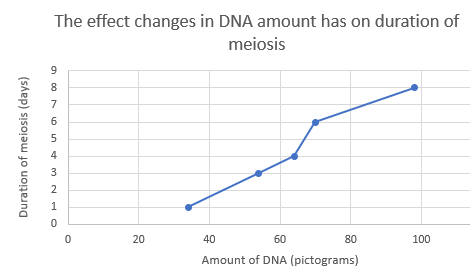 The effect changes in DNA amount has on duration of
meiosis
Duration of meiosis (days)
9
8
7
6
5
4
3
2
1
0
0 20 40 60 80 100
Amount of DNA (pictograms)